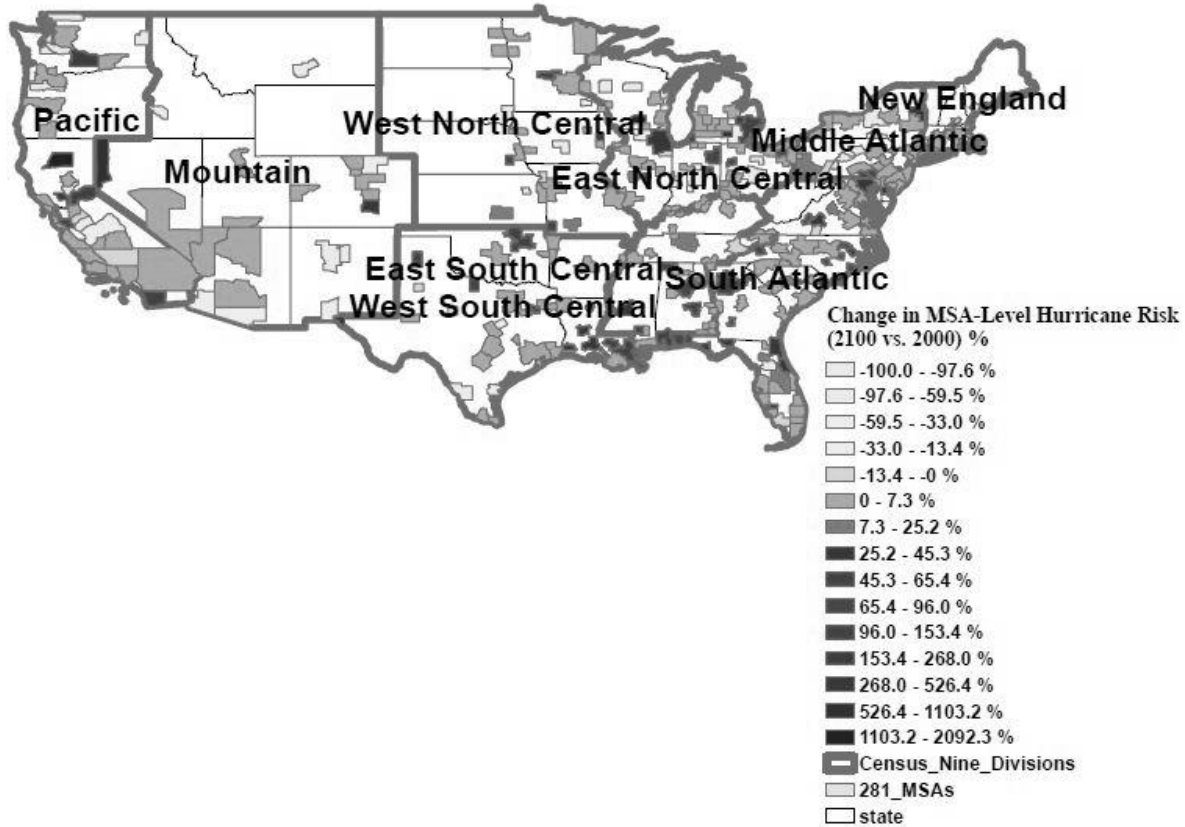 New England
Pacific
West North Central
Middle Atlantic
Mountain
East North Central
East South Central
South Atlantic
West South Central
Change in MSA-Level Hurricane Risk
(2100 vs. 2000) %
-100.0 - -97.6 %
-97.6 - -59.5 %
-59.5 - -33.0 %
-33.0 - -13.4 %
-13.4 - -0 %
0 - 7.3 %
7.3 - 25.2 %
25.2 - 45.3 %
45.3 - 65.4 %
65.4 - 96.0 %
96.0 - 153.4 %
153.4 - 268.0 %
268.0 - 526.4 %
526.4 - 1103.2 %
1103.2 - 2092.3 %
Census_Nine_Divisions
281_MSAs
state